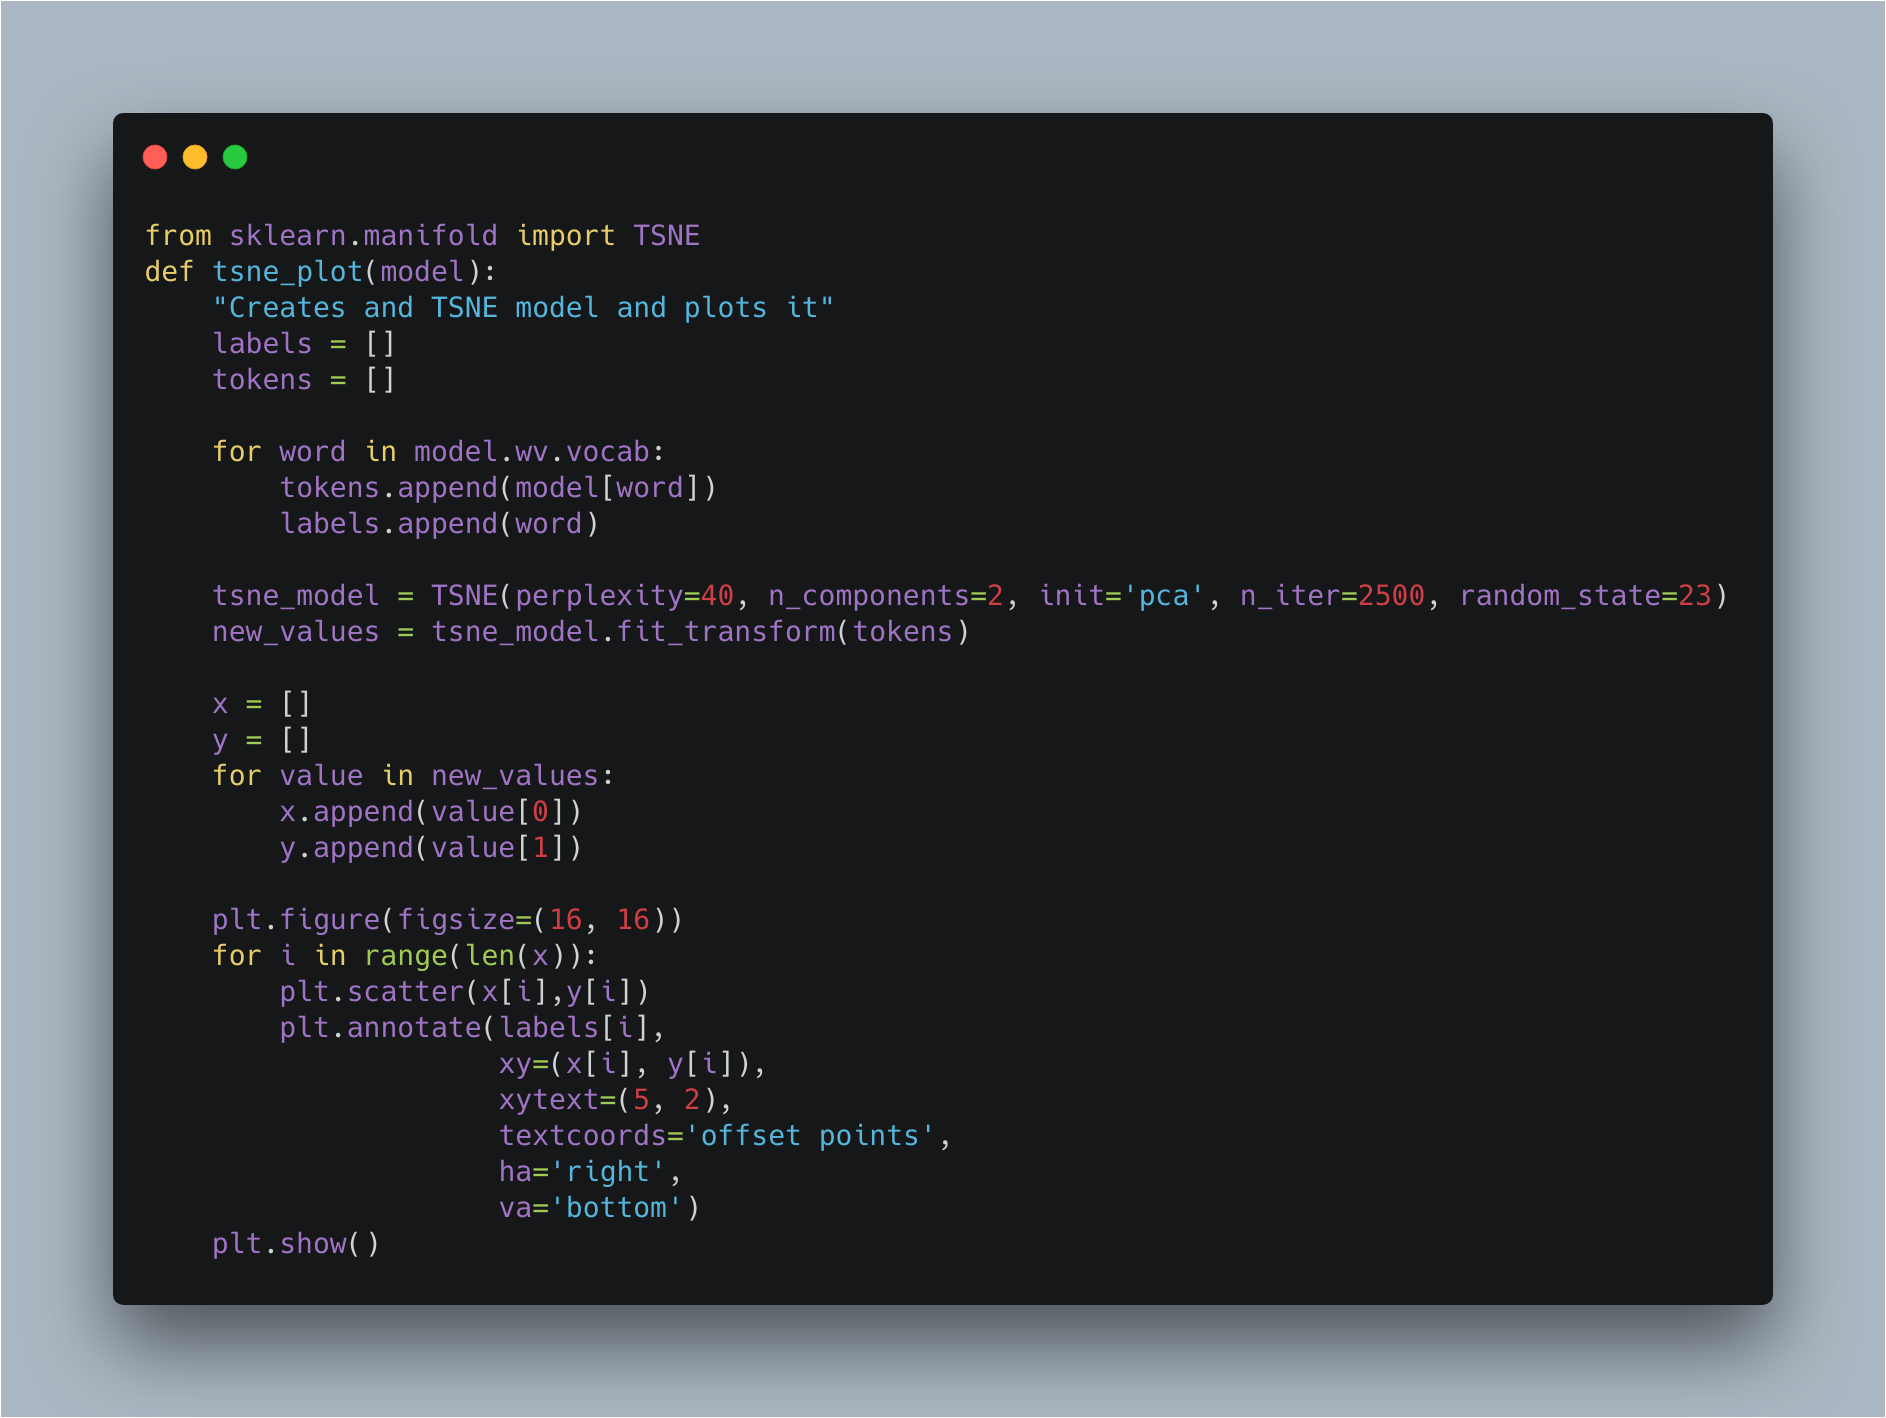 from sklearn.manifold import TSNE
def tsne_plot(model):
    "Creates and TSNE model and plots it"
    labels = []
    tokens = []

    for word in model.wv.vocab:
        tokens.append(model[word])
        labels.append(word)

    tsne_model = TSNE(perplexity=40, n_components=2, init='pca', n_iter=2500, random_state=23)
    new_values = tsne_model.fit_transform(tokens)

    x = []
    y = []
    for value in new_values:
        x.append(value[0])
        y.append(value[1])

    plt.figure(figsize=(16, 16))
    for i in range(len(x)):
        plt.scatter(x[i],y[i])
        plt.annotate(labels[i],
                     xy=(x[i], y[i]),
                     xytext=(5, 2),
                     textcoords='offset points',
                     ha='right',
                     va='bottom')
    plt.show()